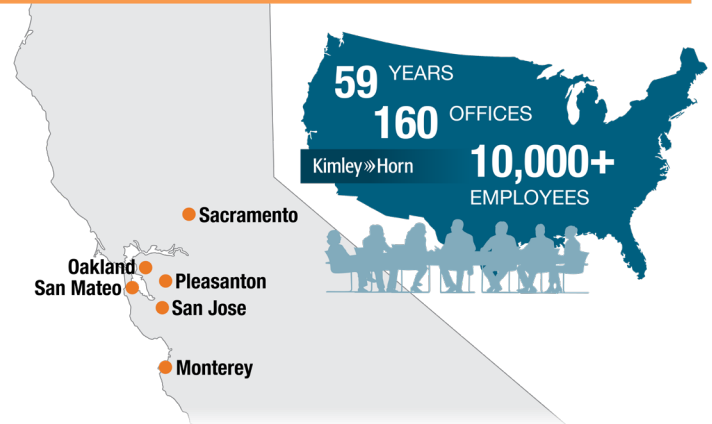 59 YEARS
160 OFFICES
Kimley»Horn
10,000+
EMPLOYEES
Sacramento
Oakland
San Mateo
Pleasanton
San Jose
Monterey